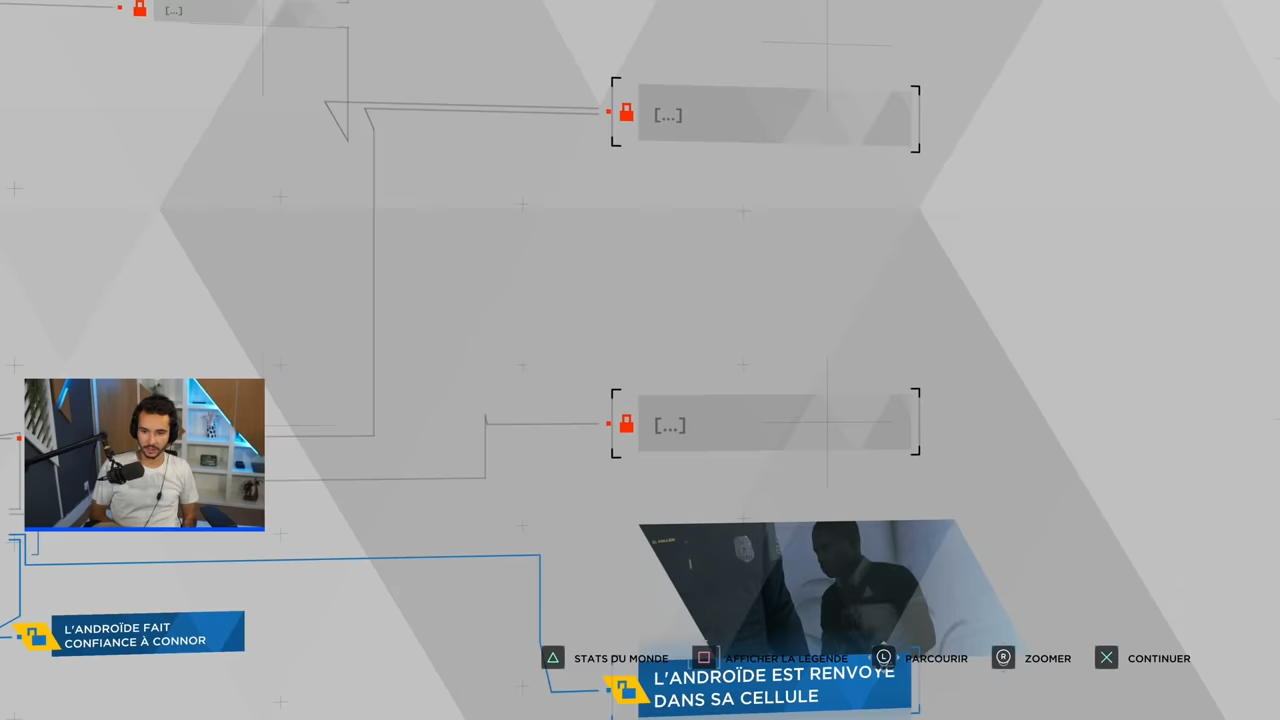 [...]
[...]
[...]
L'ANDROÏDE FAIT
CONFIANCE À CONNOR
STATS DU MONDE
AFFICHER LA LÉGENDE
L
PARCOURIR
R
ZOOMER
CONTINUER
L'ANDROÏDE EST RENVOYÉ
DANS SA CELLULE